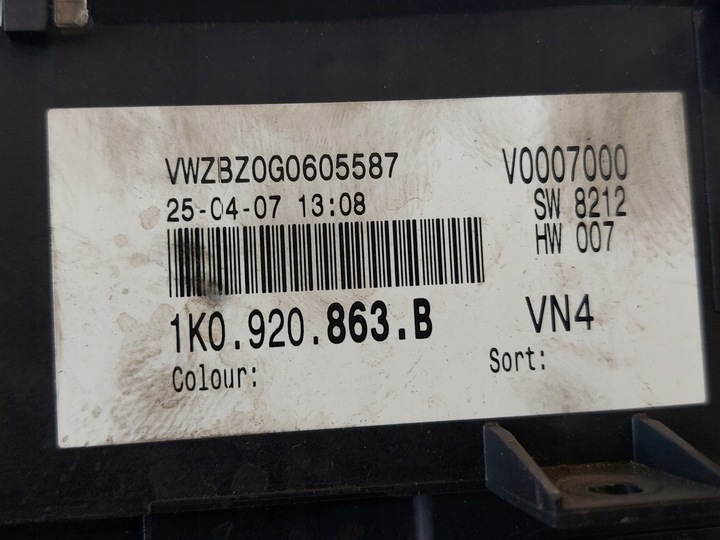 VWZBZ0G0605587 V0007000
25-04-07 13:08 SW 8212
HW 007
1K0.920.863.B VN4
Colour: Sort: